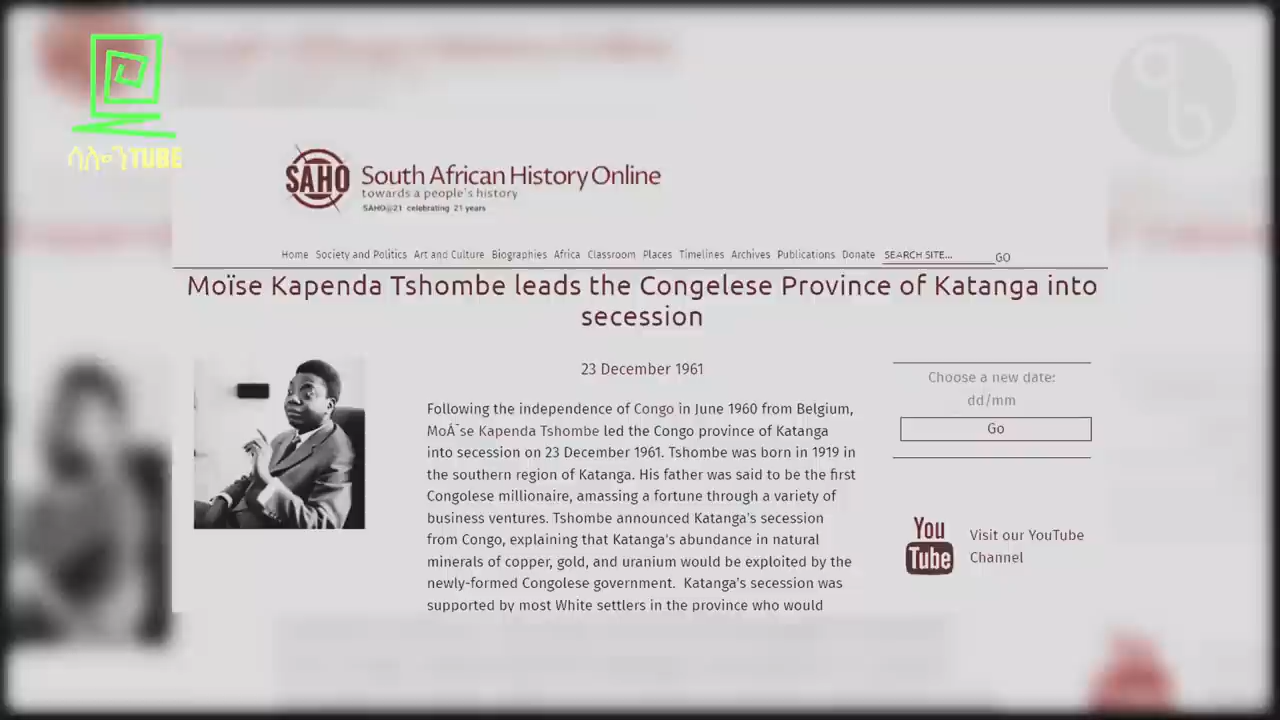 ሳሎንTUBE
SAHO
South African History Online
towards a people's history
SAHO@21 celebrating 21 years
Home Society and Politics Art and Culture Biographies Africa Classroom Places Timelines Archives Publications Donate SEARCH SITE... GO
Moïse Kapenda Tshombe leads the Congelese Province of Katanga into
secession
23 December 1961
Following the independence of Congo in June 1960 from Belgium,
MoÁ¯se Kapenda Tshombe led the Congo province of Katanga
into secession on 23 December 1961. Tshombe was born in 1919 in
the southern region of Katanga. His father was said to be the first
Congolese millionaire, amassing a fortune through a variety of
business ventures. Tshombe announced Katanga's secession
from Congo, explaining that Katanga's abundance in natural
minerals of copper, gold, and uranium would be exploited by the
newly-formed Congolese government. Katanga's secession was
supported by most White settlers in the province who would
Choose a new date:
dd/mm
Go
You
Tube
Visit our YouTube
Channel